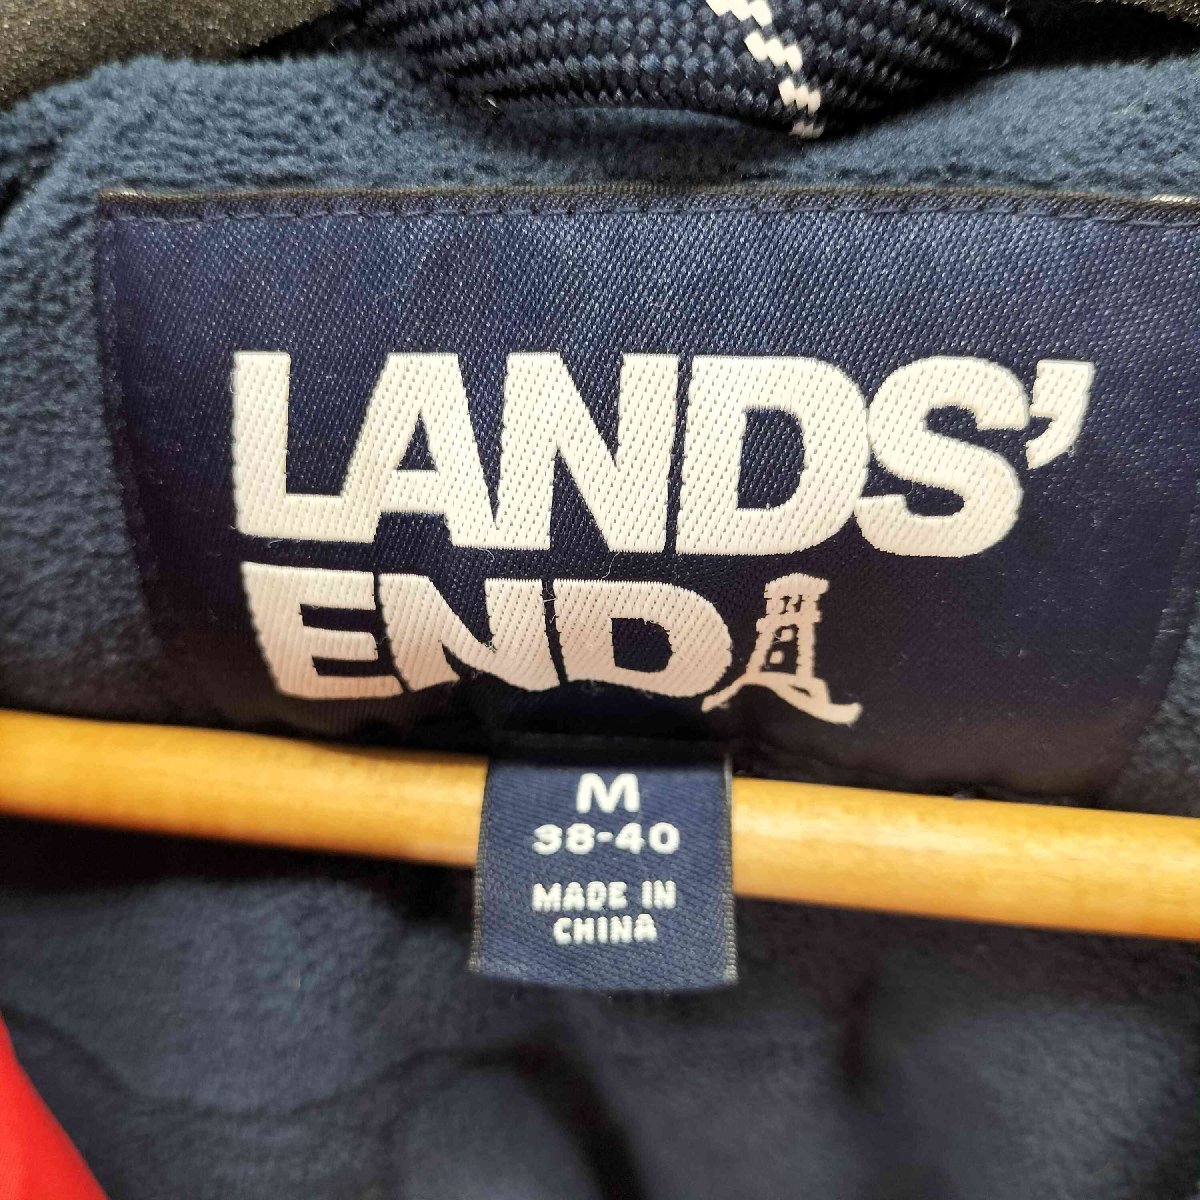 LANDS'
END
M
38-40
MADE IN
CHINA